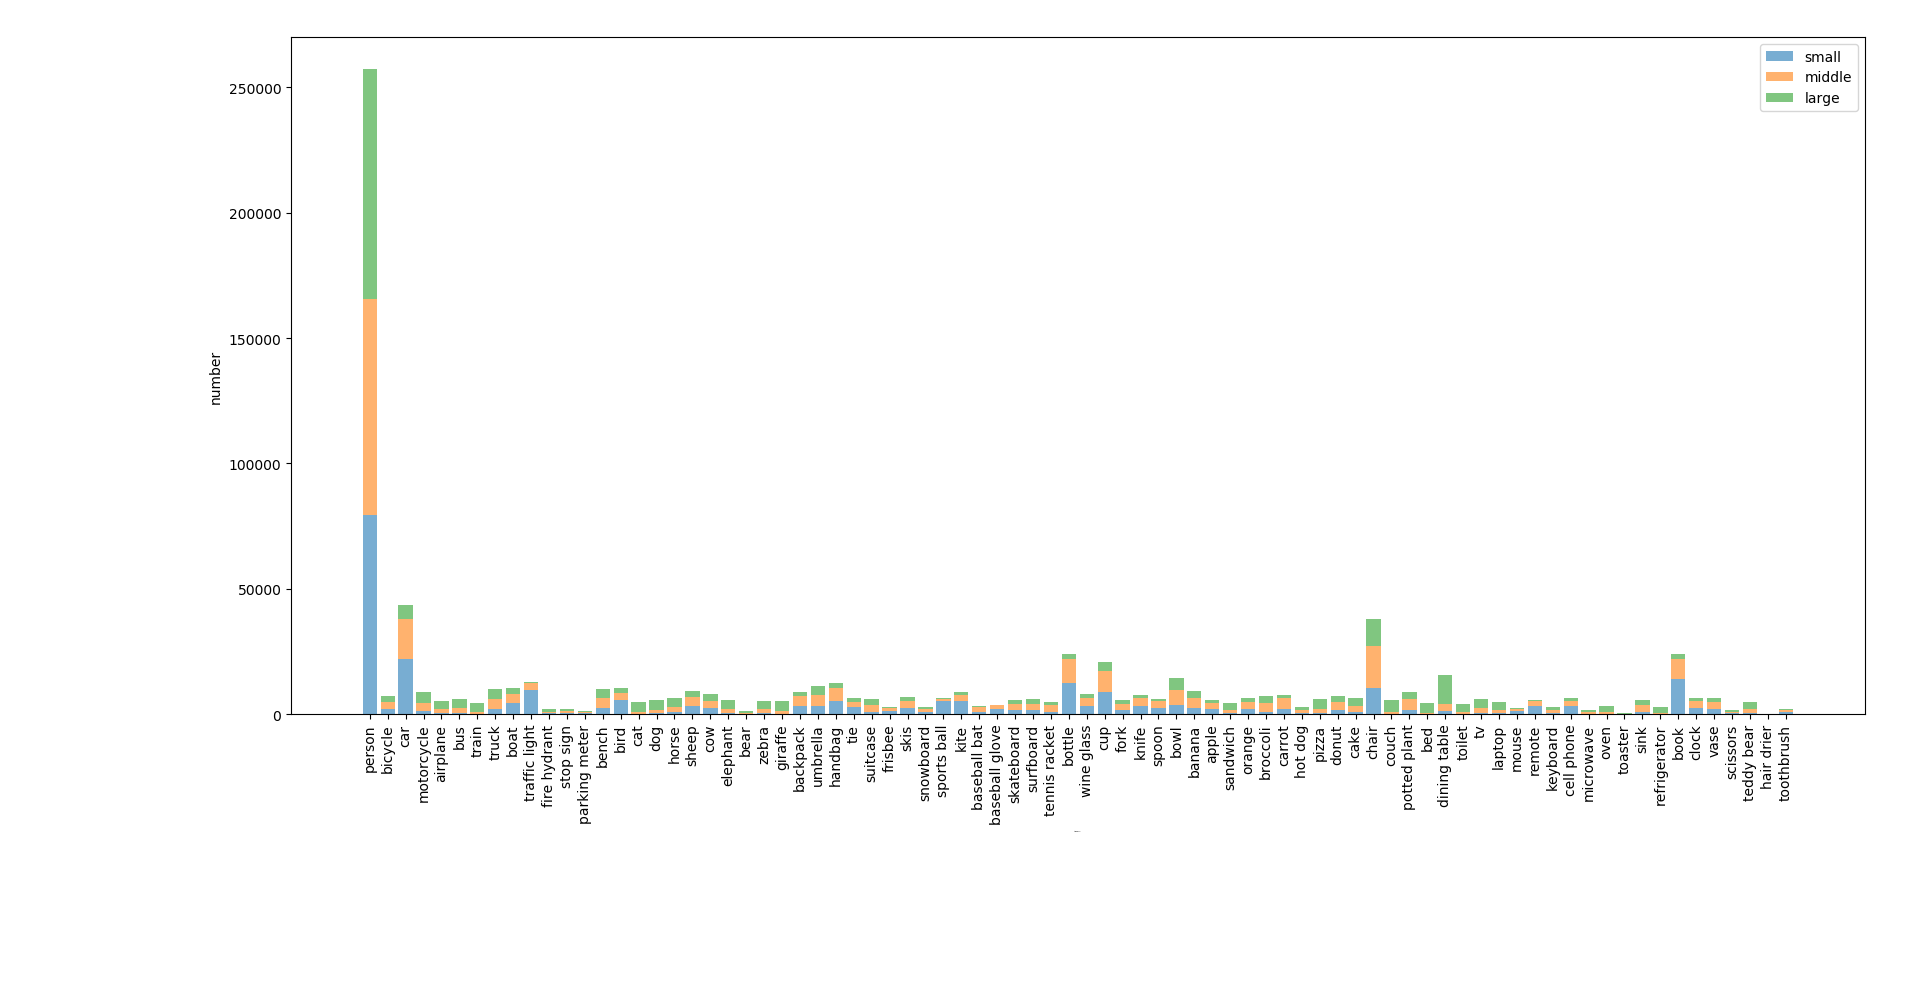 small
middle
large
250000
200000
150000
100000
50000
0
number
person
bicycle
car
motorcycle
airplane
bus
train
truck
boat
traffic light
fire hydrant
stop sign
parking meter
bench
bird
cat
dog
horse
sheep
cow
elephant
bear
zebra
giraffe
backpack
umbrella
handbag
tie
suitcase
frisbee
skis
snowboard
sports ball
kite
baseball bat
baseball glove
skateboard
surfboard
tennis racket
bottle
wine glass
cup
fork
knife
spoon
bowl
banana
apple
sandwich
orange
broccoli
carrot
hot dog
pizza
donut
cake
chair
couch
potted plant
bed
dining table
toilet
tv
laptop
mouse
remote
keyboard
cell phone
microwave
oven
toaster
sink
refrigerator
book
clock
vase
scissors
teddy bear
hair drier
toothbrush